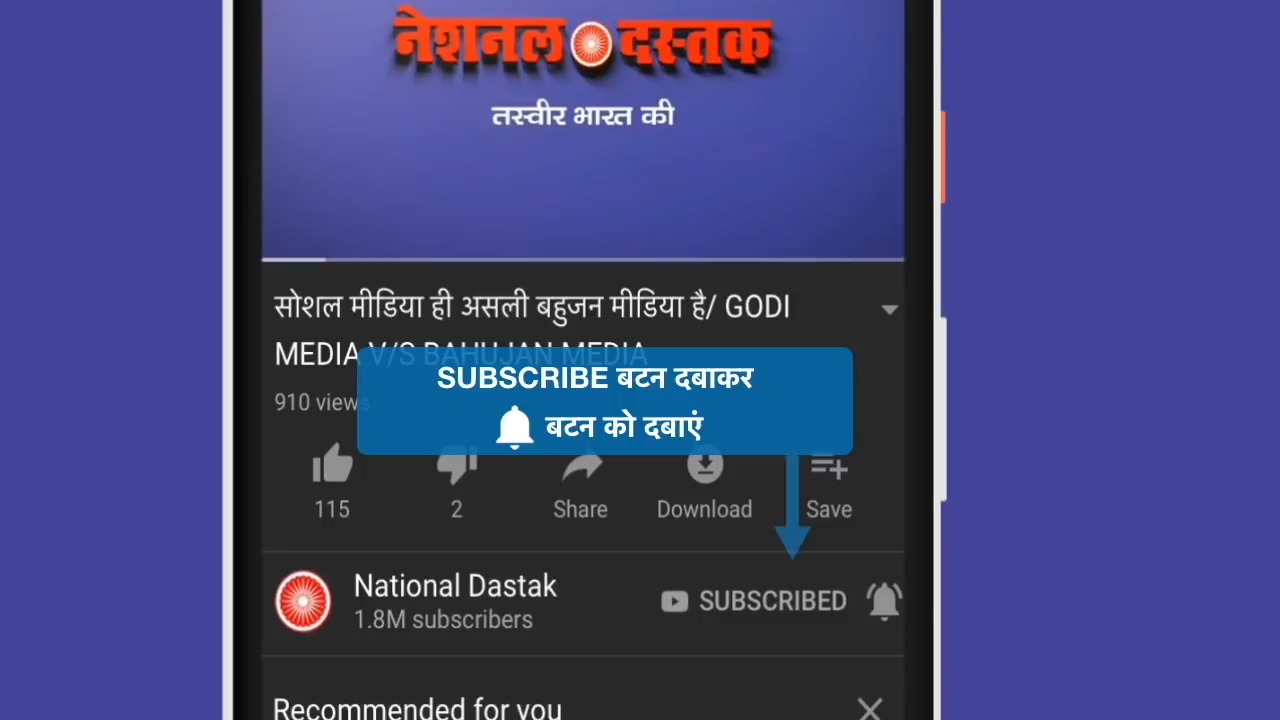 नेशनल दस्तक
तस्वीर भारत की
सोशल मीडिया ही असली बहुजन मीडिया है/ GODI
MEDIA V/S BAHUJAN MEDIA
910 views
SUBSCRIBE बटन दबाकर
बटन को दबाएं
115
2
Share
Download
Save
National Dastak
1.8M subscribers
SUBSCRIBED
Recommended for you